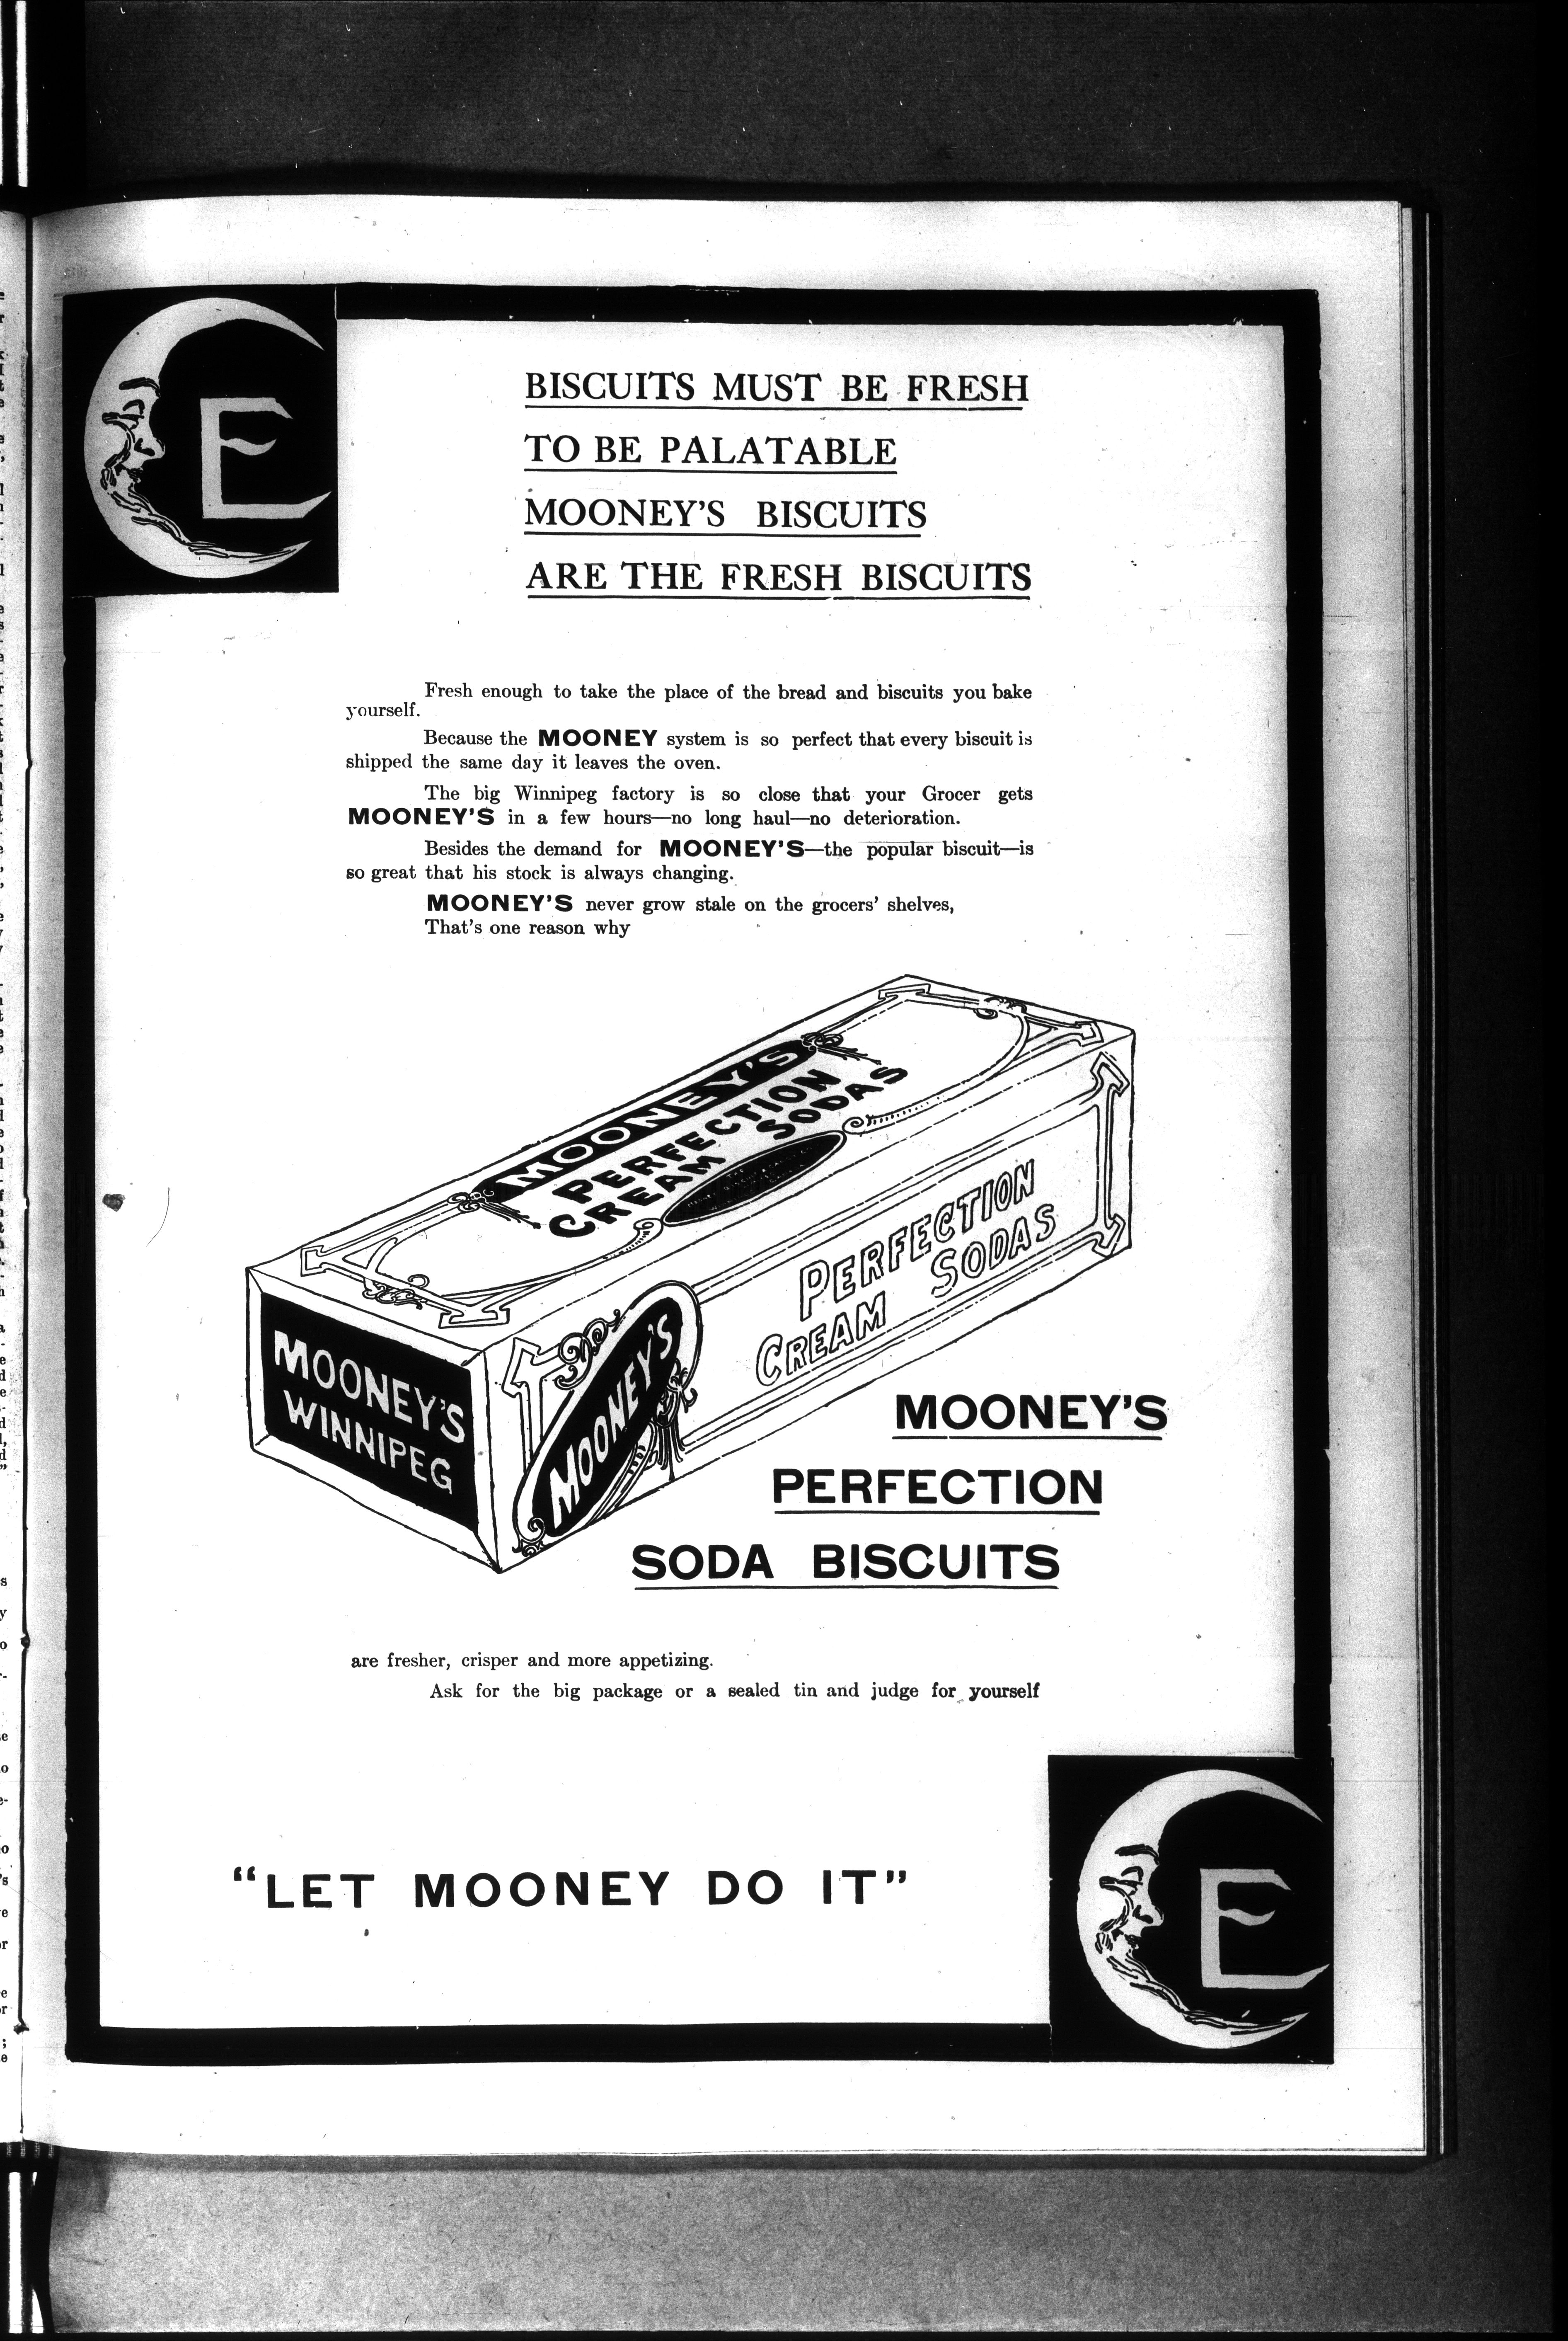 E
BISCUITS MUST BE FRESH
TO BE PALATABLE
MOONEY'S BISCUITS
ARE THE FRESH BISCUITS
Fresh enough to take the place of the bread and biscuits you bake
yourself.
Because the MOONEY system is so perfect that every biscuit is
shipped the same day it leaves the oven.
The big Winnipeg factory is so close that your Grocer gets
MOONEY'S in a few hours—no long haul—no deterioration.
Besides the demand for MOONEY'S—the popular biscuit—is
so great that his stock is always changing.
MOONEY'S never grow stale on the grocers' shelves,
That's one reason why
MOONEY'S
PERFECTION
CREAM SODAS
PERFECTION
CREAM SODAS
MOONEY'S
WINNIPEG
MOONEY'S
MOONEY'S
PERFECTION
SODA BISCUITS
are fresher, crisper and more appetizing.
Ask for the big package or a sealed tin and judge for yourself
"LET MOONEY DO IT"
E